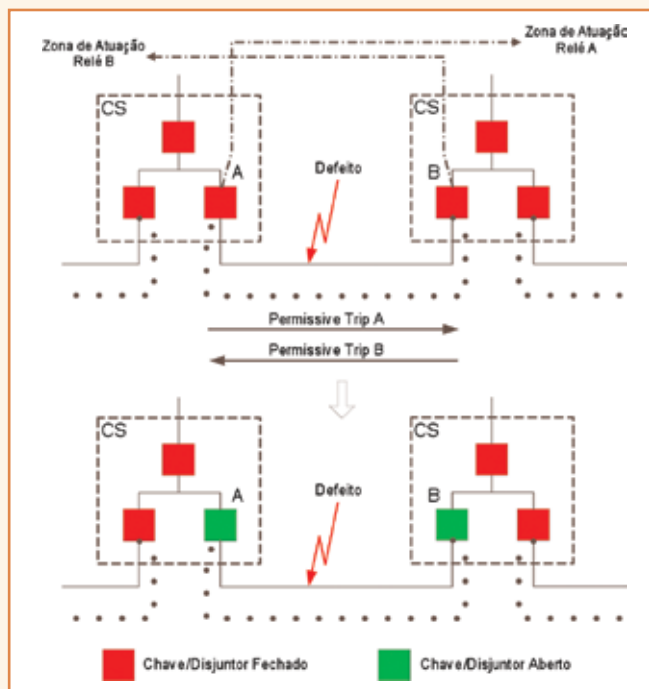 Zona de Atuação
Relé B
Zona de Atuação
Relé A
CS
CS
A
Defeito
B
Permissive Trip A
Permissive Trip B
CS
CS
A
Defeito
B
Chave/Disjuntor Fechado
Chave/Disjuntor Aberto